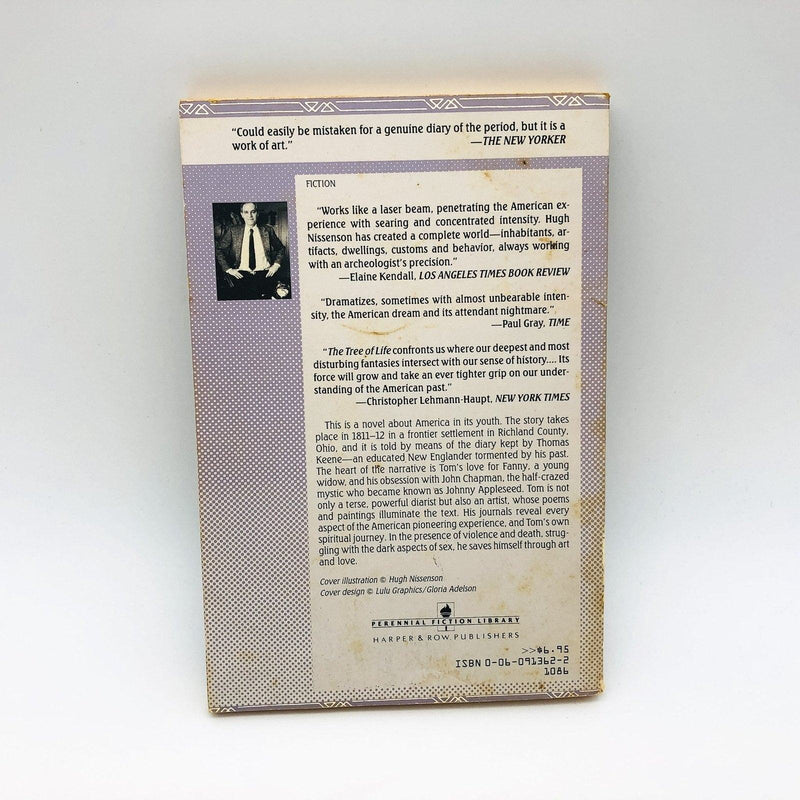 “Could easily be mistaken for a genuine diary of the period, but it is a
work of art.” —THE NEW YORKER
FICTION
“Works like a laser beam, penetrating the American ex-
perience with searing and concentrated intensity. Hugh
Nissenson has created a complete world—inhabitants, ar-
tifacts, dwellings, customs and behavior, always working
with an archeologist's precision.”
—Elaine Kendall, LOS ANGELES TIMES BOOK REVIEW
“Dramatizes, sometimes with almost unbearable inten-
sity, the American dream and its attendant nightmare.”
—Paul Gray, TIME
“The Tree of Life confronts us where our deepest and most
disturbing fantasies intersect with our sense of history.... Its
force will grow and take an ever tighter grip on our under-
standing of the American past.”
—Christopher Lehmann-Haupt, NEW YORK TIMES
This is a novel about America in its youth. The story takes
place in 1811–12 in a frontier settlement in Richland County,
Ohio, and it is told by means of the diary kept by Thomas
Keene—an educated New Englander tormented by his past.
The heart of the narrative is Tom's love for Fanny, a young
widow, and his obsession with John Chapman, the half-crazed
mystic who became known as Johnny Appleseed. Tom is not
only a terse, powerful diarist but also an artist, whose poems
and paintings illuminate the text. His journals reveal every
aspect of the American pioneering experience, and Tom's own
spiritual journey. In the presence of violence and death, strug-
gling with the dark aspects of sex, he saves himself through art
and love.
Cover illustration © Hugh Nissenson
Cover design © Lulu Graphics/Gloria Adelson
PERENNIAL FICTION LIBRARY
HARPER & ROW, PUBLISHERS
>>$6.95
ISBN 0-06-091362-2
1086